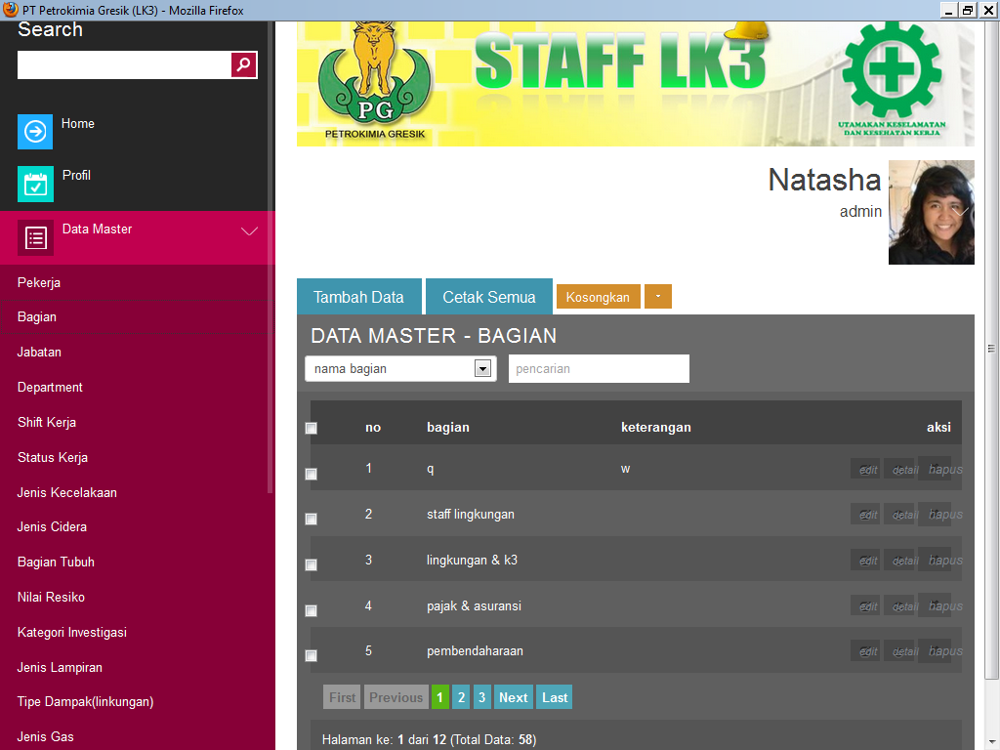 PT Petrokimia Gresik (LK3) - Mozilla Firefox
Search
Home
Profil
Data Master
Pekerja
Bagian
Jabatan
Department
Shift Kerja
Status Kerja
Jenis Kecelakaan
Jenis Cidera
Bagian Tubuh
Nilai Resiko
Kategori Investigasi
Jenis Lampiran
Tipe Dampak(linkungan)
Jenis Gas
PG
PETROKIMIA GRESIK
STAFF LK3
UTAMAKAN KESELAMATAN
DAN KESEHATAN KERJA
Natasha
admin
Tambah Data Cetak Semua Kosongkan
DATA MASTER - BAGIAN
nama bagian pencarian
no bagian keterangan aksi
1 q w edit detail hapus
2 staff lingkungan edit detail hapus
3 lingkungan & k3 edit detail hapus
4 pajak & asuransi edit detail hapus
5 pembendaharaan edit detail hapus
First Previous 1 2 3 Next Last
Halaman ke: 1 dari 12 (Total Data: 58)